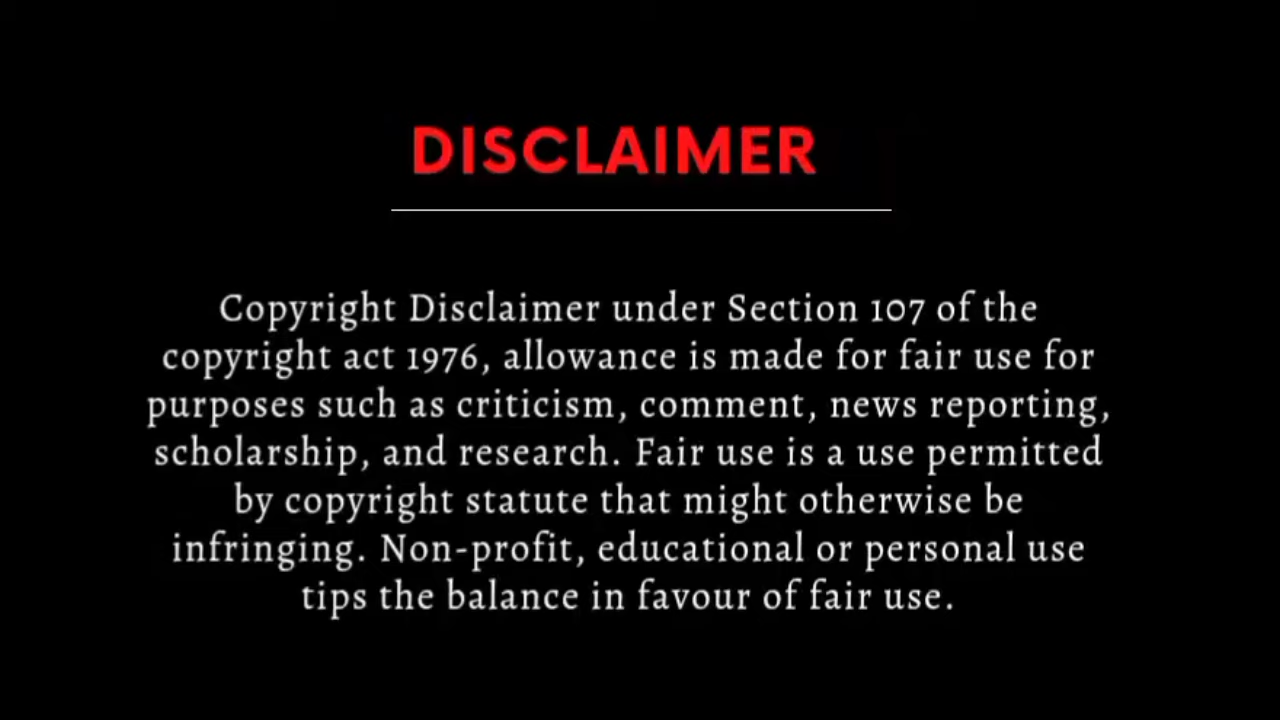 DISCLAIMER
Copyright Disclaimer under Section 107 of the
copyright act 1976, allowance is made for fair use for
purposes such as criticism, comment, news reporting,
scholarship, and research. Fair use is a use permitted
by copyright statute that might otherwise be
infringing. Non-profit, educational or personal use
tips the balance in favour of fair use.